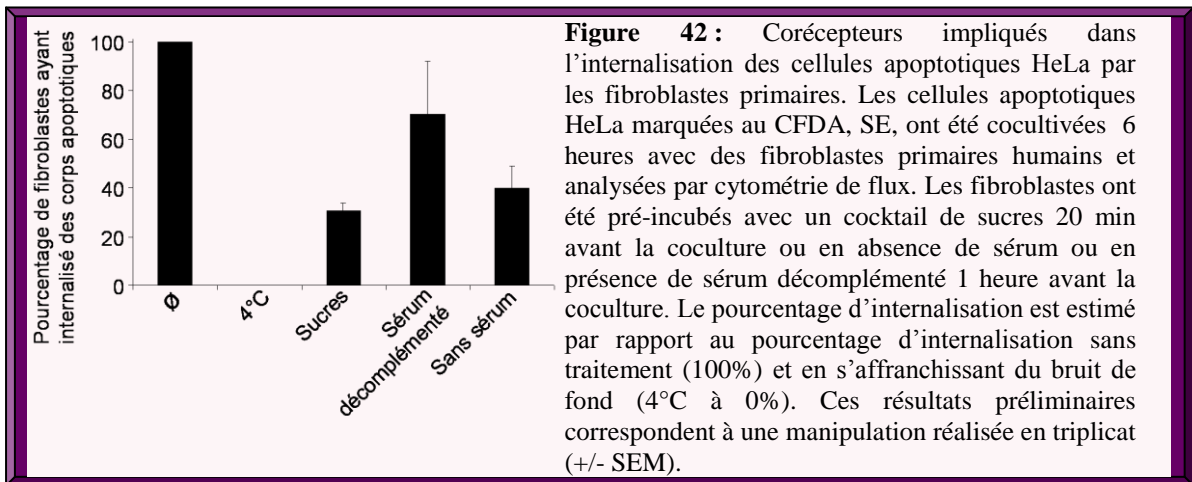 Pourcentage de fibroblastes ayant
internalisé des corps apoptotiques
100
80
60
40
20
0
Ø
4°C
Sucres
Sérum
décomplémenté
Sans sérum
Figure 42 : Corécepteurs impliqués dans
l’internalisation des cellules apoptotiques HeLa par
les fibroblastes primaires. Les cellules apoptotiques
HeLa marquées au CFDA, SE, ont été cocultivées 6
heures avec des fibroblastes primaires humains et
analysées par cytométrie de flux. Les fibroblastes ont
été pré-incubés avec un cocktail de sucres 20 min
avant la coculture ou en absence de sérum ou en
présence de sérum décomplémenté 1 heure avant la
coculture. Le pourcentage d’internalisation est estimé
par rapport au pourcentage d’internalisation sans
traitement (100%) et en s’affranchissant du bruit de
fond (4°C à 0%). Ces résultats préliminaires
correspondent à une manipulation réalisée en triplicat
(+/- SEM).